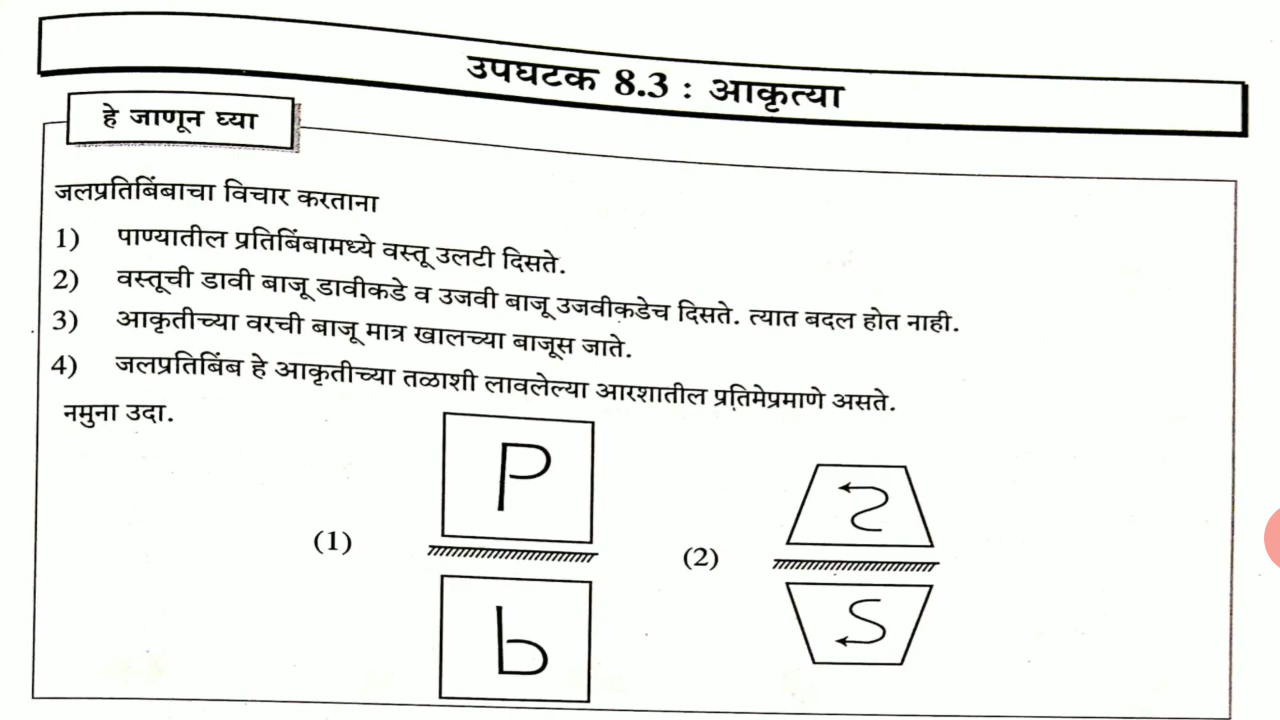 उपघटक 8.3 : आकृत्या
हे जाणून घ्या
जलप्रतिबिंबाचा विचार करताना
1) पाण्यातील प्रतिबिंबामध्ये वस्तू उलटी दिसते.
2) वस्तूची डावी बाजू डावीकडे व उजवी बाजू उजवीकडेच दिसते. त्यात बदल होत नाही.
3) आकृतीच्या वरची बाजू मात्र खालच्या बाजूस जाते.
4) जलप्रतिबिंब हे आकृतीच्या तळाशी लावलेल्या आरशातील प्रतिमेप्रमाणे असते.
नमुना उदा.
P
(1)
(2)
b